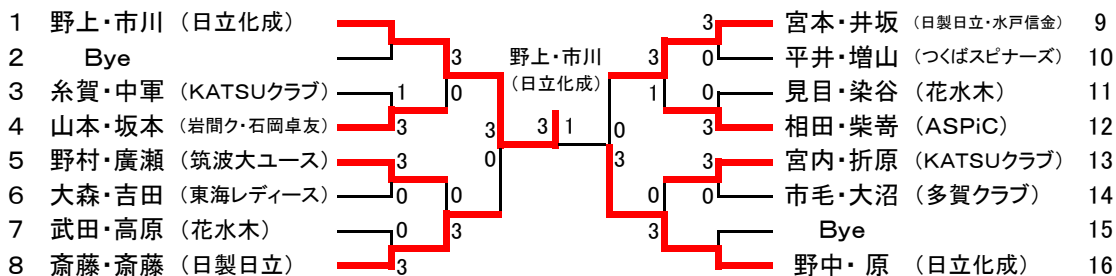 1 野上・市川 (日立化成)
2 Bye
3 糸賀・中軍 (KATSUクラブ)
4 山本・坂本 (岩間ク・石岡卓友)
5 野村・廣瀬 (筑波大ユース)
6 大森・吉田 (東海レディース)
7 武田・高原 (花水木)
8 斎藤・斎藤 (日製日立)
3
1
0
3
3
0
3
0
0
0
3
3
野上・市川
(日立化成)
3 1
3
0
3
1
0
0
3
3
3
0
0
3
宮本・井坂 (日製日立・水戸信金) 9
平井・増山 (つくばスピナーズ) 10
見目・染谷 (花水木) 11
相田・柴嵜 (ASPiC) 12
宮内・折原 (KATSUクラブ) 13
市毛・大沼 (多賀クラブ) 14
Bye 15
野中・原 (日立化成) 16